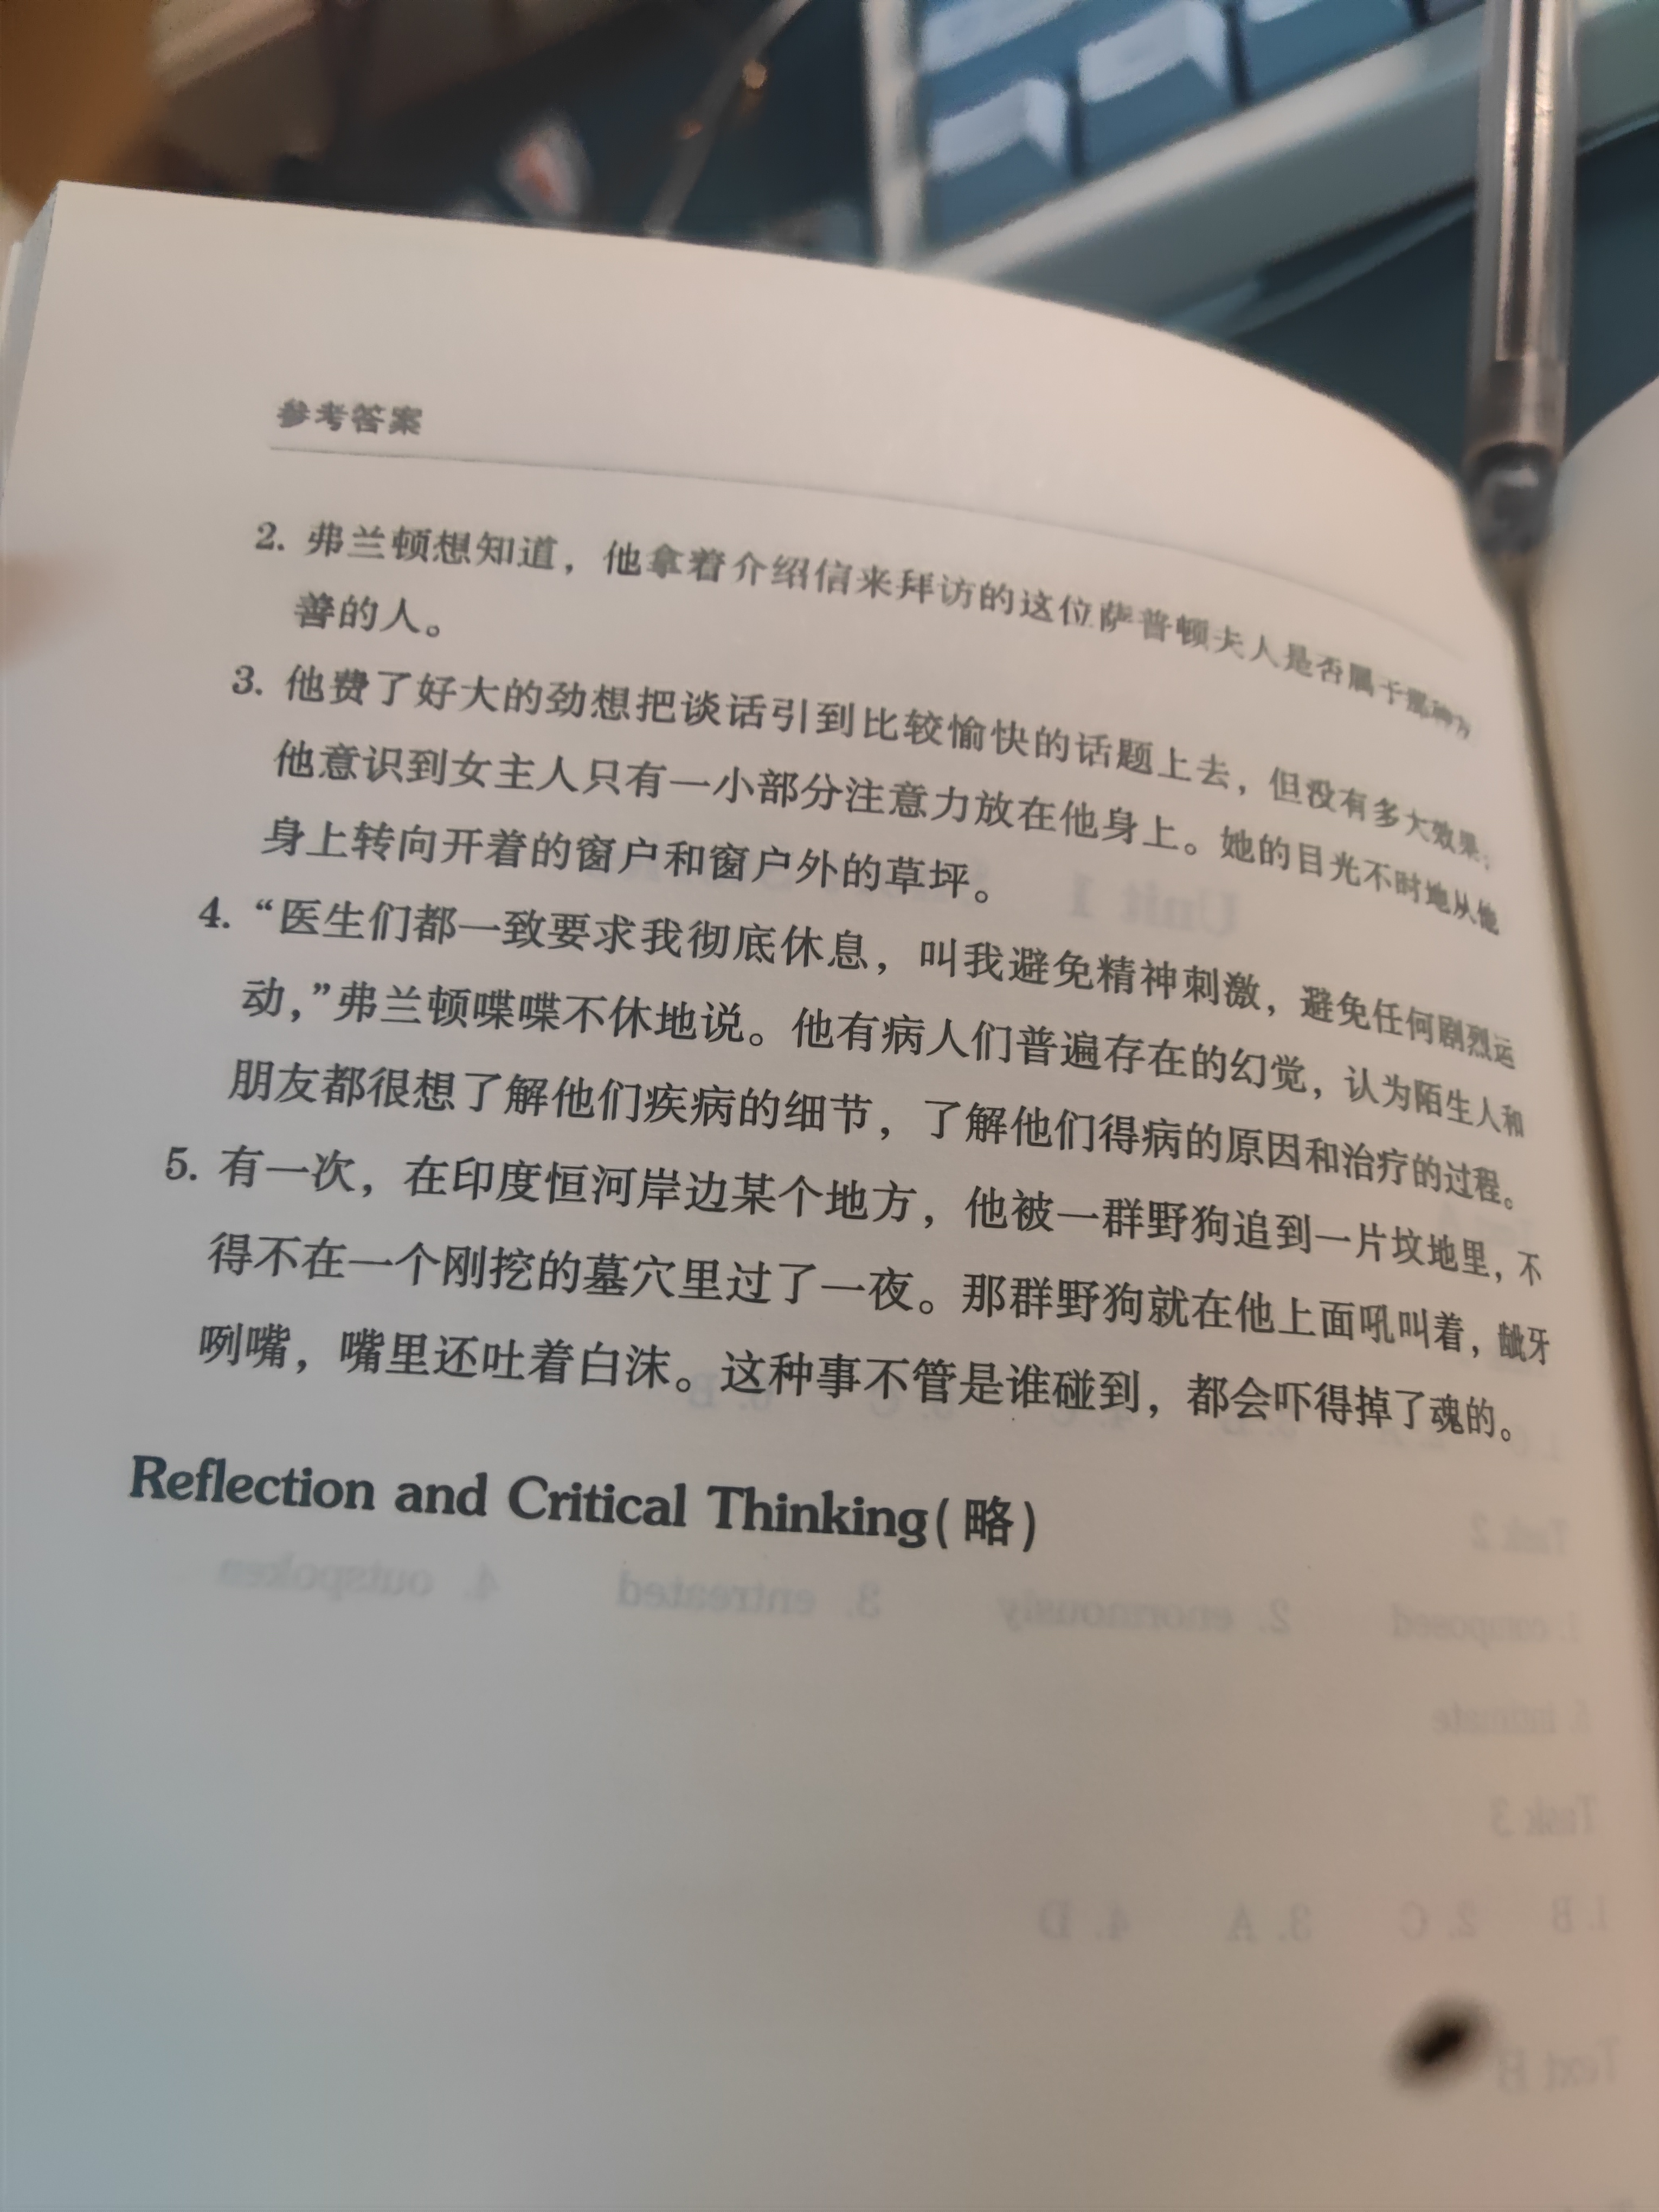 参考答案
2. 弗兰顿想知道，他拿着介绍信来拜访的这位萨普顿夫人是否属于那种为
善的人。
3. 他费了好大的劲想把谈话引到比较愉快的话题上去，但没有多大效果；
他意识到女主人只有一小部分注意力放在他身上。她的目光不时地从他
身上转向开着的窗户和窗户外的草坪。
4. “医生们都一致要求我彻底休息，叫我避免精神刺激，避免任何剧烈运
动，”弗兰顿喋喋不休地说。他有病人们普遍存在的幻觉，认为陌生人和
朋友都很想了解他们疾病的细节，了解他们得病的原因和治疗的过程。
5. 有一次，在印度恒河岸边某个地方，他被一群野狗追到一片坟地里，不
得不在一个刚挖的墓穴里过了一夜。那群野狗就在他上面吼叫着，龇牙
咧嘴，嘴里还吐着白沫。这种事不管是谁碰到，都会吓得掉了魂的。
Reflection and Critical Thinking(略)